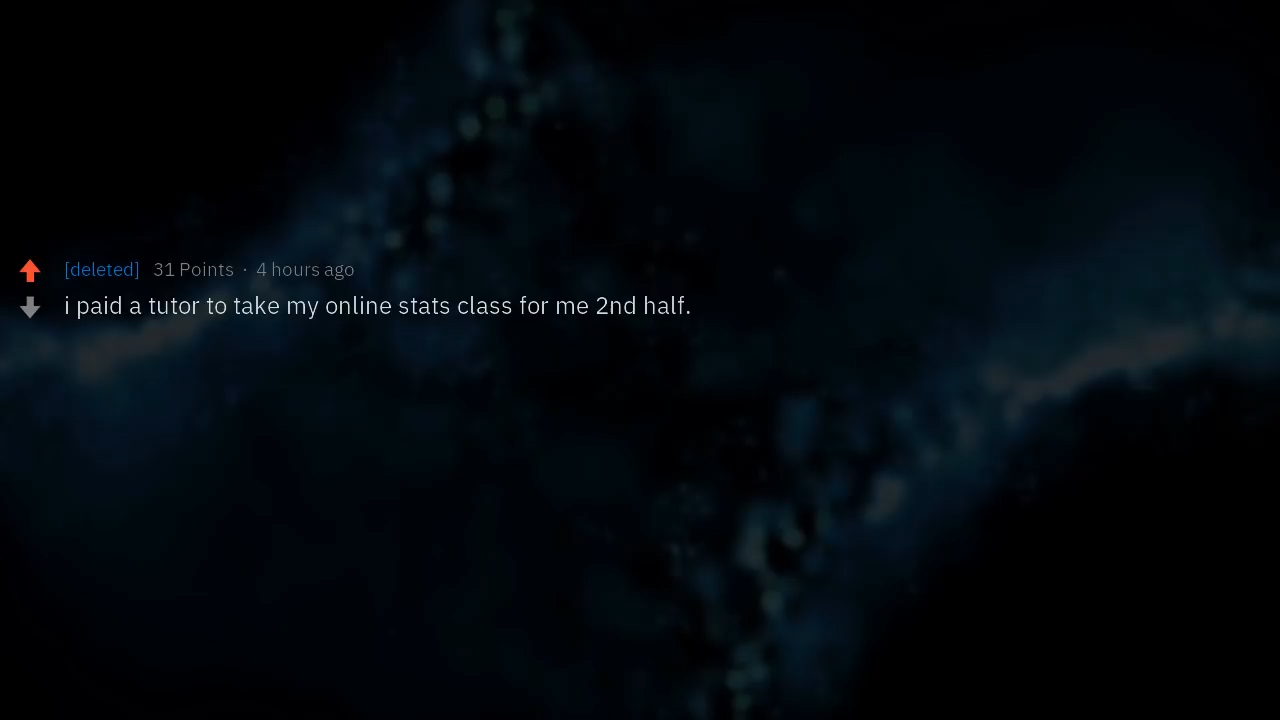 [deleted] 31 Points · 4 hours ago
i paid a tutor to take my online stats class for me 2nd half.